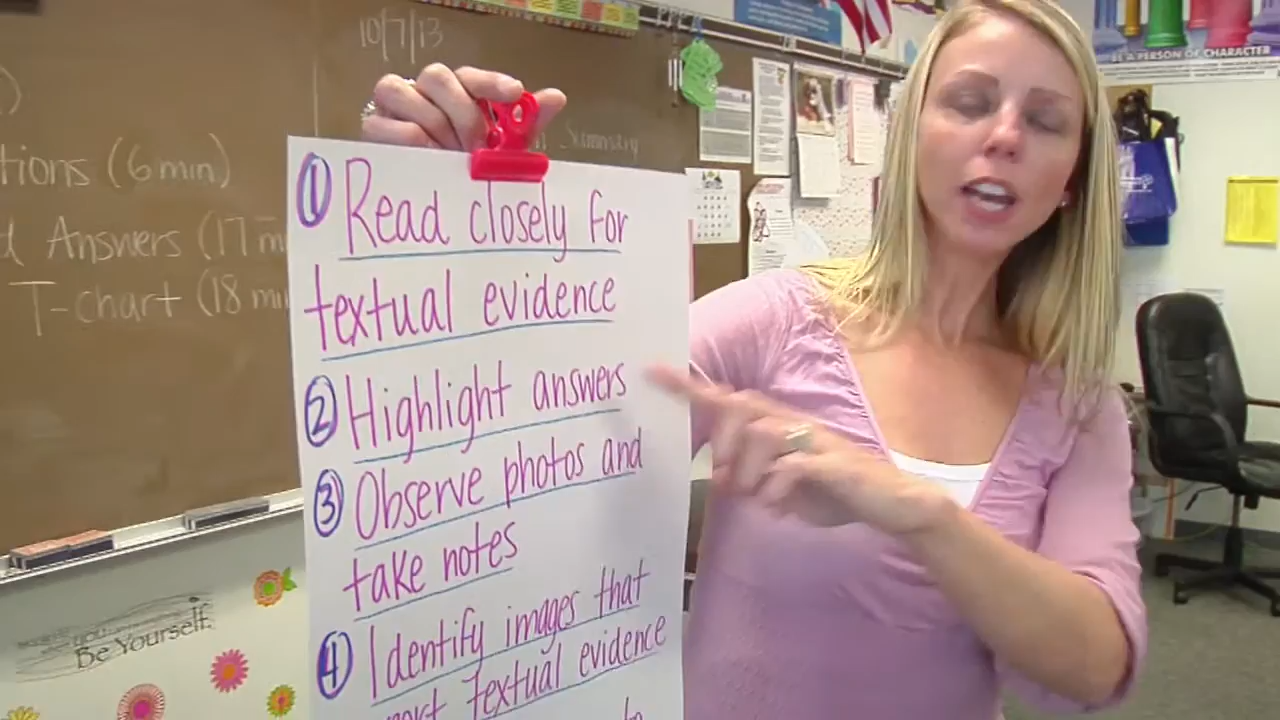 10/7/13
Summary
tions (6 min)
Answers (17 m
T-chart (18 min
① Read closely for
textual evidence
② Highlight answers
③ Observe photos and
take notes
④ Identify images that
textual evidence
to
Be Yourself.
BE A PERSON OF CHARACTER